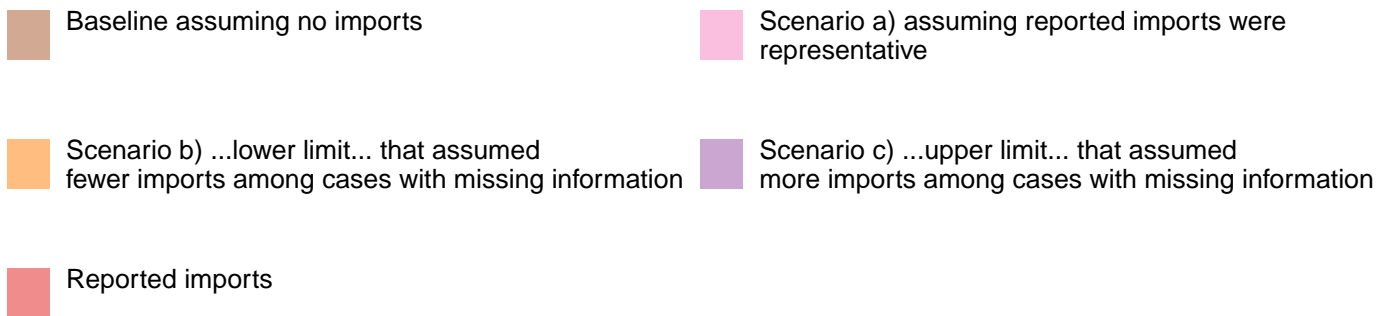 Baseline assuming no imports
Scenario a) assuming reported imports were
representative
Scenario b) ...lower limit... that assumed
fewer imports among cases with missing information
Scenario c) ...upper limit... that assumed
more imports among cases with missing information
Reported imports